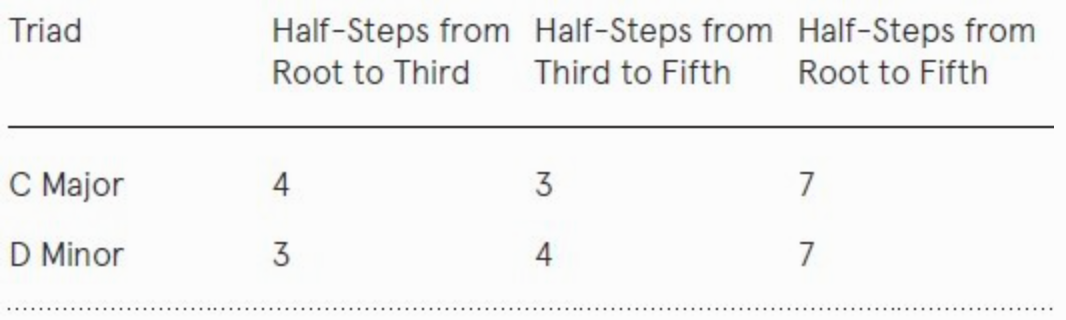 Triad Half-Steps from Half-Steps from Half-Steps from
Root to Third Third to Fifth Root to Fifth
C Major 4 3 7
D Minor 3 4 7